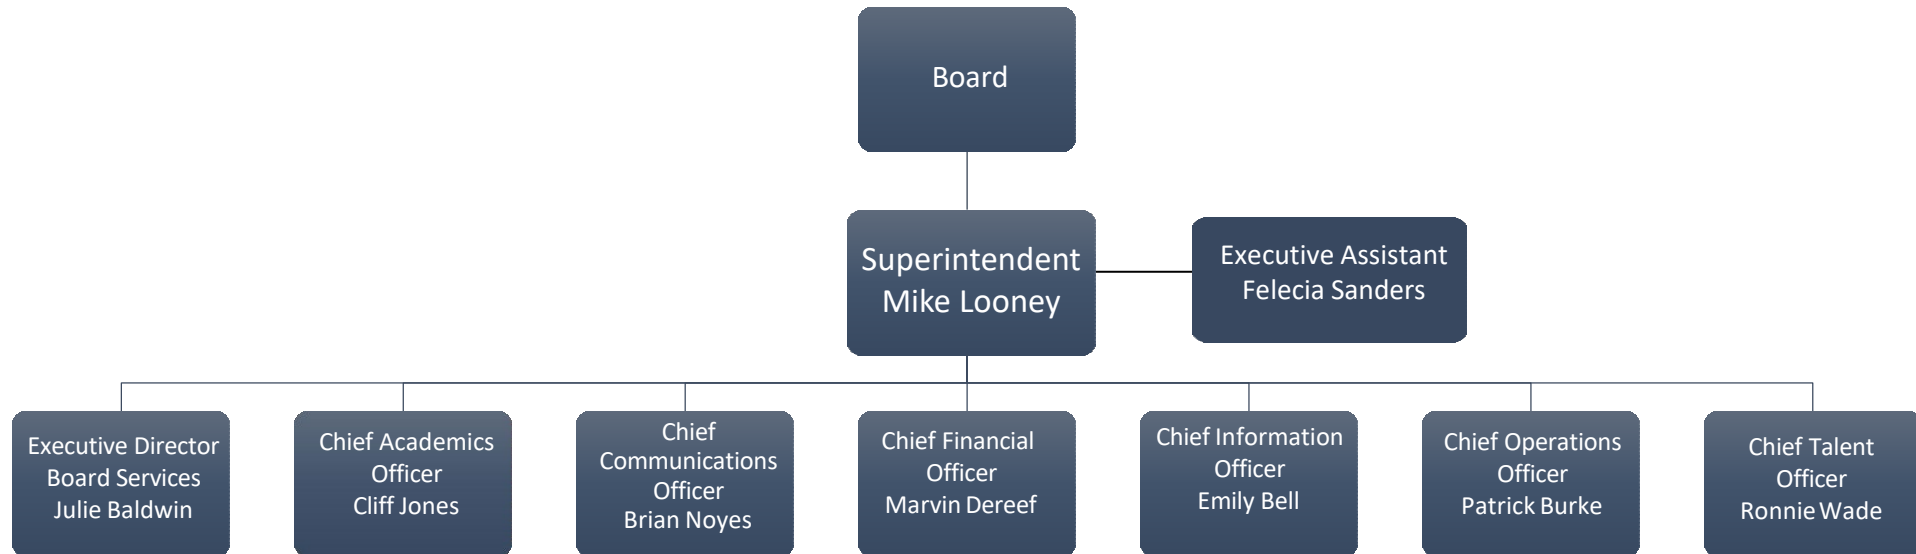 Board
Superintendent
Mike Looney
Executive Assistant
Felecia Sanders
Executive Director
Board Services
Julie Baldwin
Chief Academics
Officer
Cliff Jones
Chief
Communications
Officer
Brian Noyes
Chief Financial
Officer
Marvin Dereef
Chief Information
Officer
Emily Bell
Chief Operations
Officer
Patrick Burke
Chief Talent
Officer
Ronnie Wade